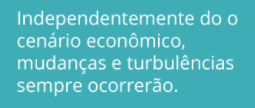 Independentemente do o
cenário econômico,
mudanças e turbulências
sempre ocorrerão.